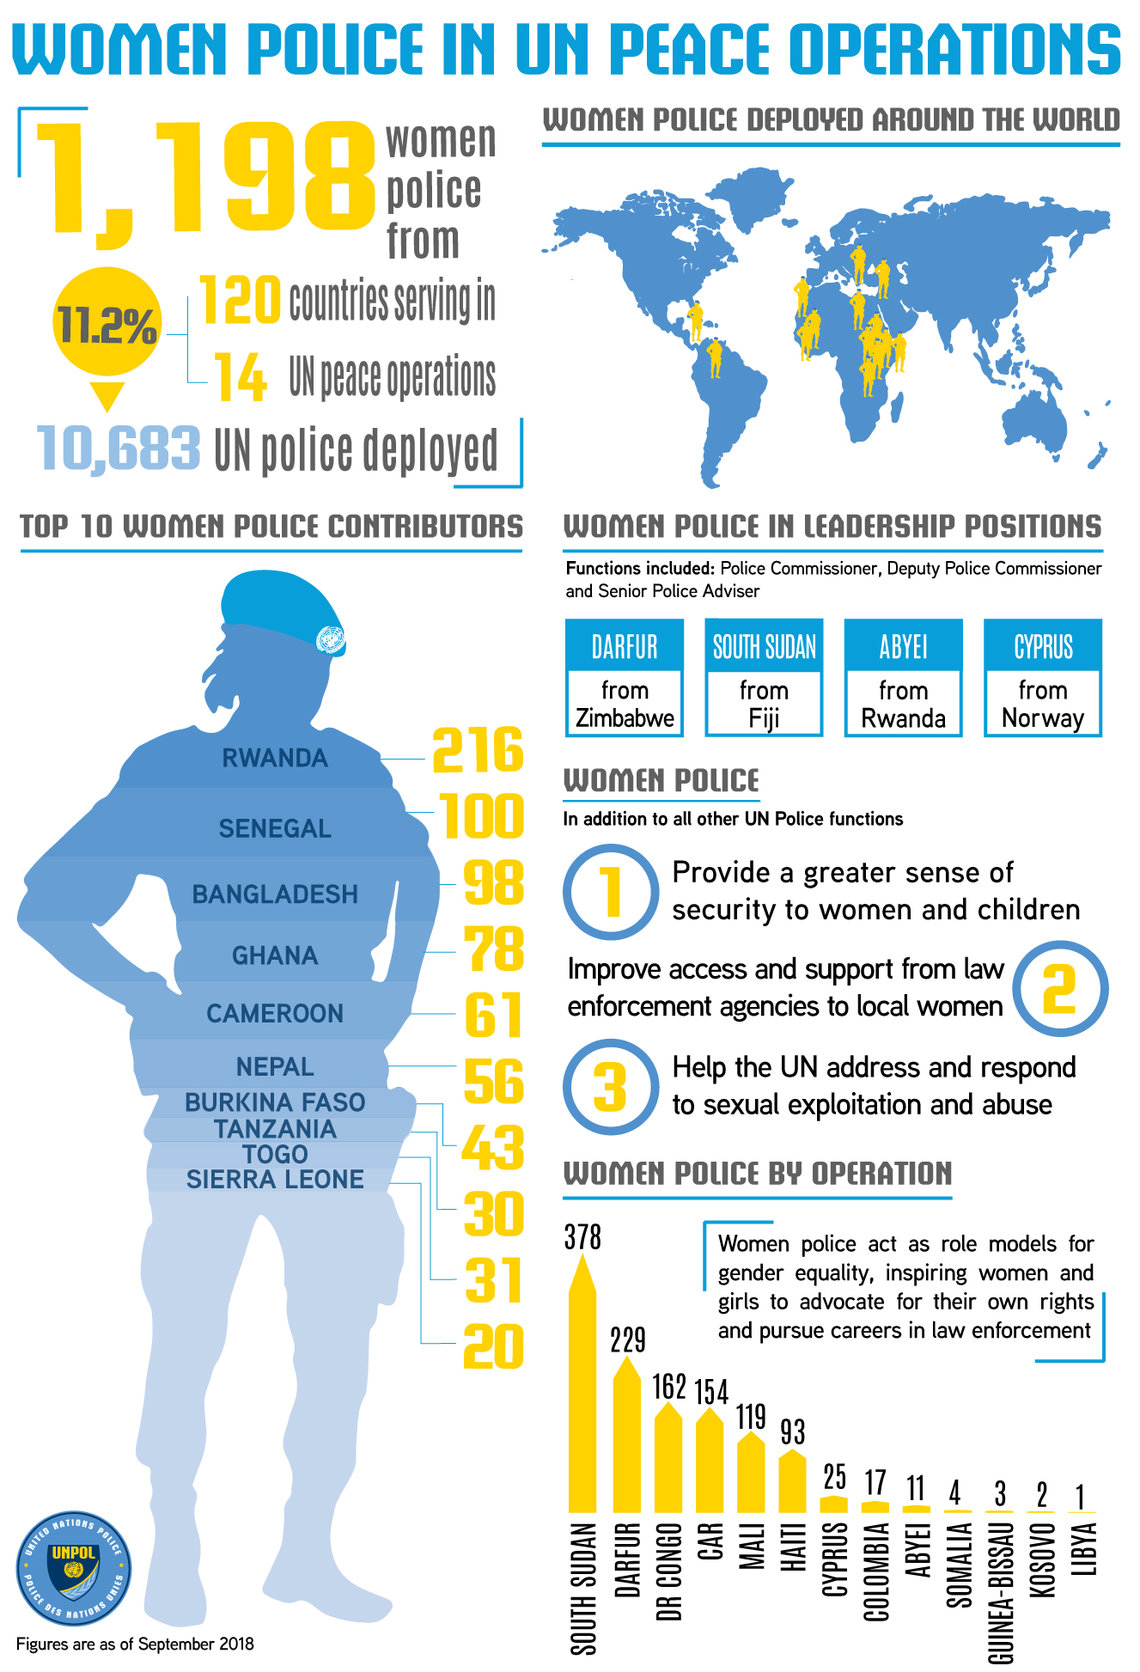 WOMEN POLICE IN UN PEACE OPERATIONS
1,198 women
police
from
11.2%
120 countries serving in
14 UN peace operations
10,683 UN police deployed
WOMEN POLICE DEPLOYED AROUND THE WORLD
TOP 10 WOMEN POLICE CONTRIBUTORS
RWANDA 216
SENEGAL 100
BANGLADESH 98
GHANA 78
CAMEROON 61
NEPAL 56
BURKINA FASO 43
TANZANIA 30
TOGO 31
SIERRA LEONE 20
UNITED NATIONS POLICE
UNPOL
POLICE DES NATIONS UNIES
Figures are as of September 2018
WOMEN POLICE IN LEADERSHIP POSITIONS
Functions included: Police Commissioner, Deputy Police Commissioner
and Senior Police Adviser
DARFUR
from
Zimbabwe
SOUTH SUDAN
from
Fiji
ABYEI
from
Rwanda
CYPRUS
from
Norway
WOMEN POLICE
In addition to all other UN Police functions
1
Provide a greater sense of
security to women and children
Improve access and support from law
enforcement agencies to local women
2
3
Help the UN address and respond
to sexual exploitation and abuse
WOMEN POLICE BY OPERATION
Women police act as role models for
gender equality, inspiring women and
girls to advocate for their own rights
and pursue careers in law enforcement
378
229
162
154
119
93
25
17
11
4
3
2
1
SOUTH SUDAN
DARFUR
DR CONGO
CAR
MALI
HAITI
CYPRUS
COLOMBIA
ABYEI
SOMALIA
GUINEA-BISSAU
KOSOVO
LIBYA